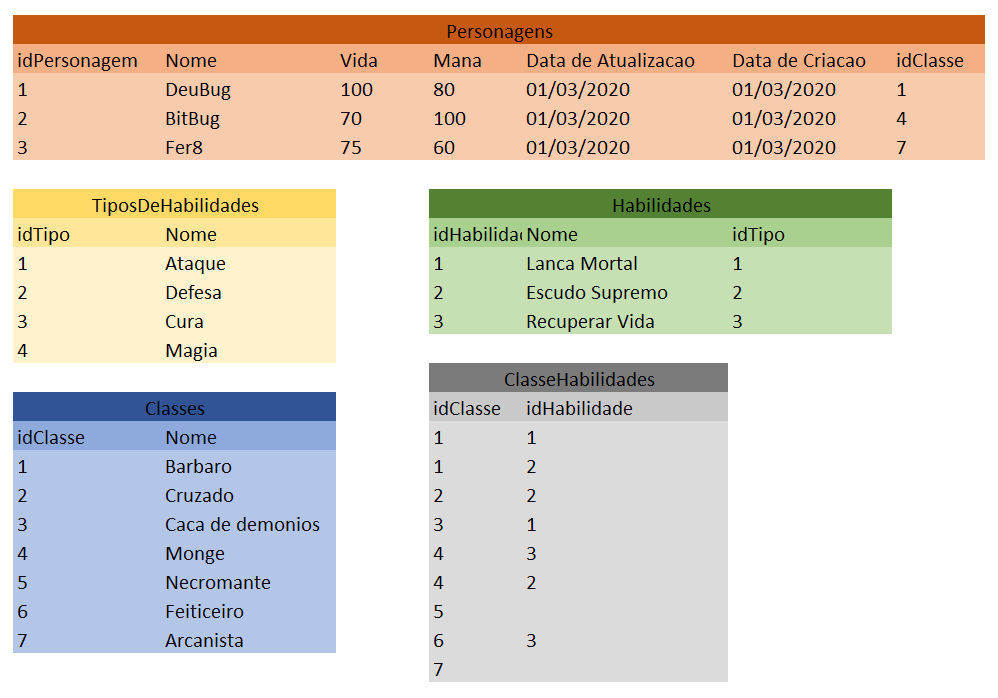 Personagens
idPersonagem Nome Vida Mana Data de Atualizacao Data de Criacao idClasse
1 DeuBug 100 80 01/03/2020 01/03/2020 1
2 BitBug 70 100 01/03/2020 01/03/2020 4
3 Fer8 75 60 01/03/2020 01/03/2020 7
TiposDeHabilidades
idTipo Nome
1 Ataque
2 Defesa
3 Cura
4 Magia
Habilidades
idHabilidad Nome idTipo
1 Lanca Mortal 1
2 Escudo Supremo 2
3 Recuperar Vida 3
Classes
idClasse Nome
1 Barbaro
2 Cruzado
3 Caca de demonios
4 Monge
5 Necromante
6 Feiticeiro
7 Arcanista
ClasseHabilidades
idClasse idHabilidade
1 1
1 2
2 2
3 1
4 3
4 2
5
6 3
7